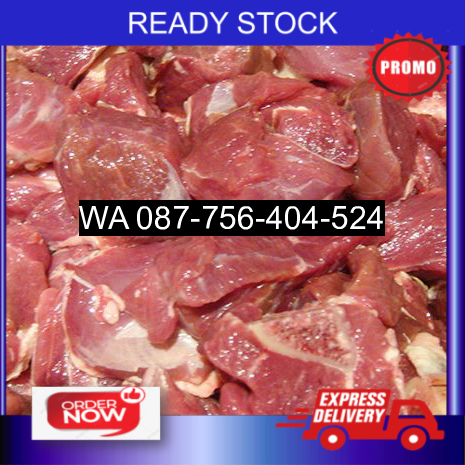 READY STOCK
PROMO
WA 087-756-404-524
ORDER
NOW
EXPRESS
DELIVERY